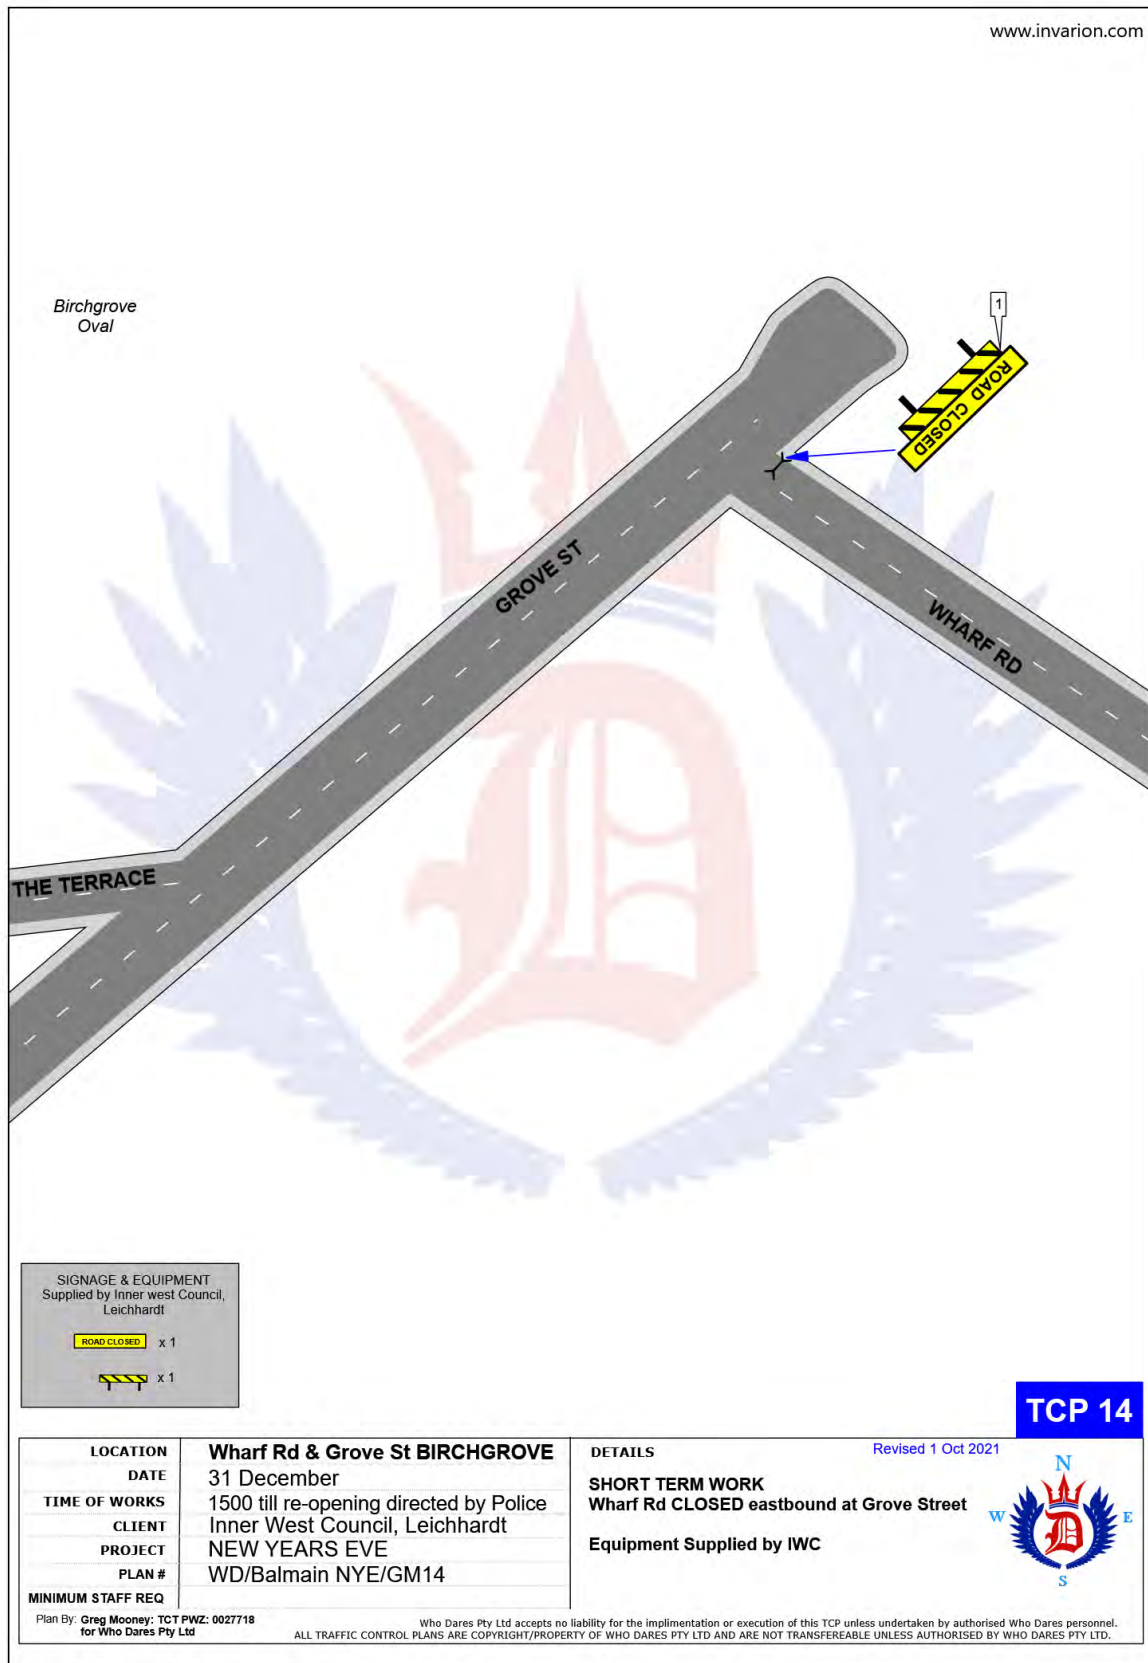 www.invarion.com
Birchgrove
Oval
1
ROAD CLOSED
GROVE ST
WHARF RD
THE TERRACE
SIGNAGE & EQUIPMENT
Supplied by Inner west Council,
Leichhardt
ROAD CLOSED x 1
x 1
TCP 14
LOCATION Wharf Rd & Grove St BIRCHGROVE
DATE 31 December
TIME OF WORKS 1500 till re-opening directed by Police
CLIENT Inner West Council, Leichhardt
PROJECT NEW YEARS EVE
PLAN # WD/Balmain NYE/GM14
MINIMUM STAFF REQ
DETAILS
Revised 1 Oct 2021
SHORT TERM WORK
Wharf Rd CLOSED eastbound at Grove Street
Equipment Supplied by IWC
N
W D E
S
Plan By: Greg Mooney: TCT PWZ: 0027718
for Who Dares Pty Ltd
Who Dares Pty Ltd accepts no liability for the implimentation or execution of this TCP unless undertaken by authorised Who Dares personnel.
ALL TRAFFIC CONTROL PLANS ARE COPYRIGHT/PROPERTY OF WHO DARES PTY LTD AND ARE NOT TRANSFEREABLE UNLESS AUTHORISED BY WHO DARES PTY LTD.